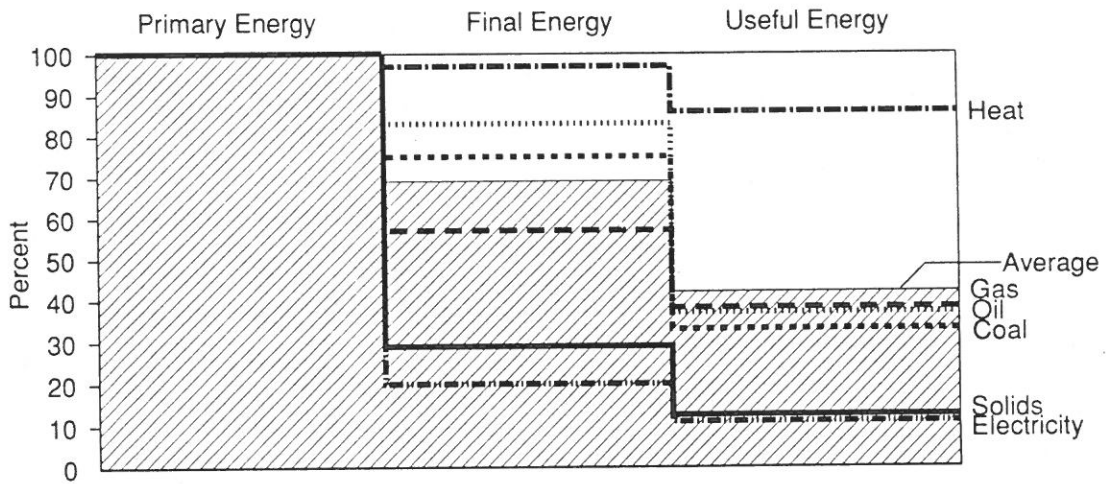 Primary Energy Final Energy Useful Energy
Percent
100
90
80
70
60
50
40
30
20
10
0
Heat
Average
Gas
Oil
Coal
Solids
Electricity